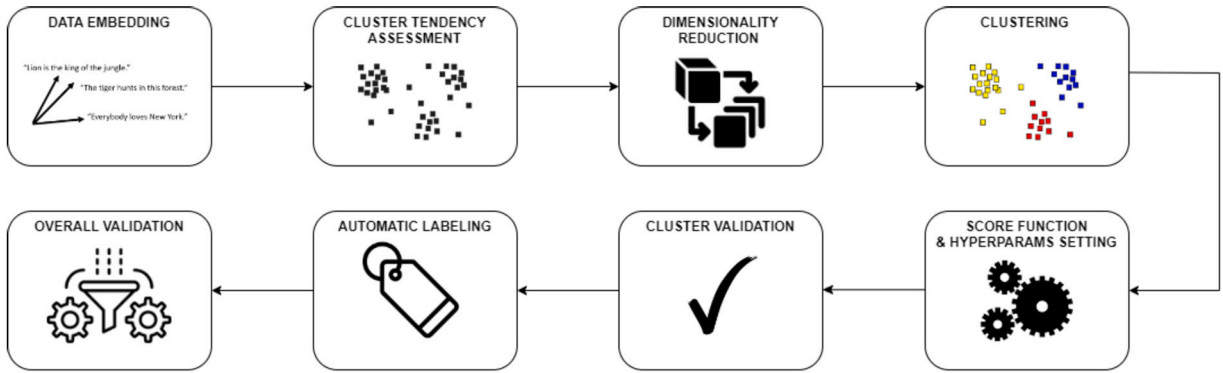 DATA EMBEDDING
"Lion is the king of the jungle."
"The tiger hunts in this forest."
"Everybody loves New York."
CLUSTER TENDENCY
ASSESSMENT
DIMENSIONALITY
REDUCTION
CLUSTERING
SCORE FUNCTION
& HYPERPARAMS SETTING
CLUSTER VALIDATION
AUTOMATIC LABELING
OVERALL VALIDATION